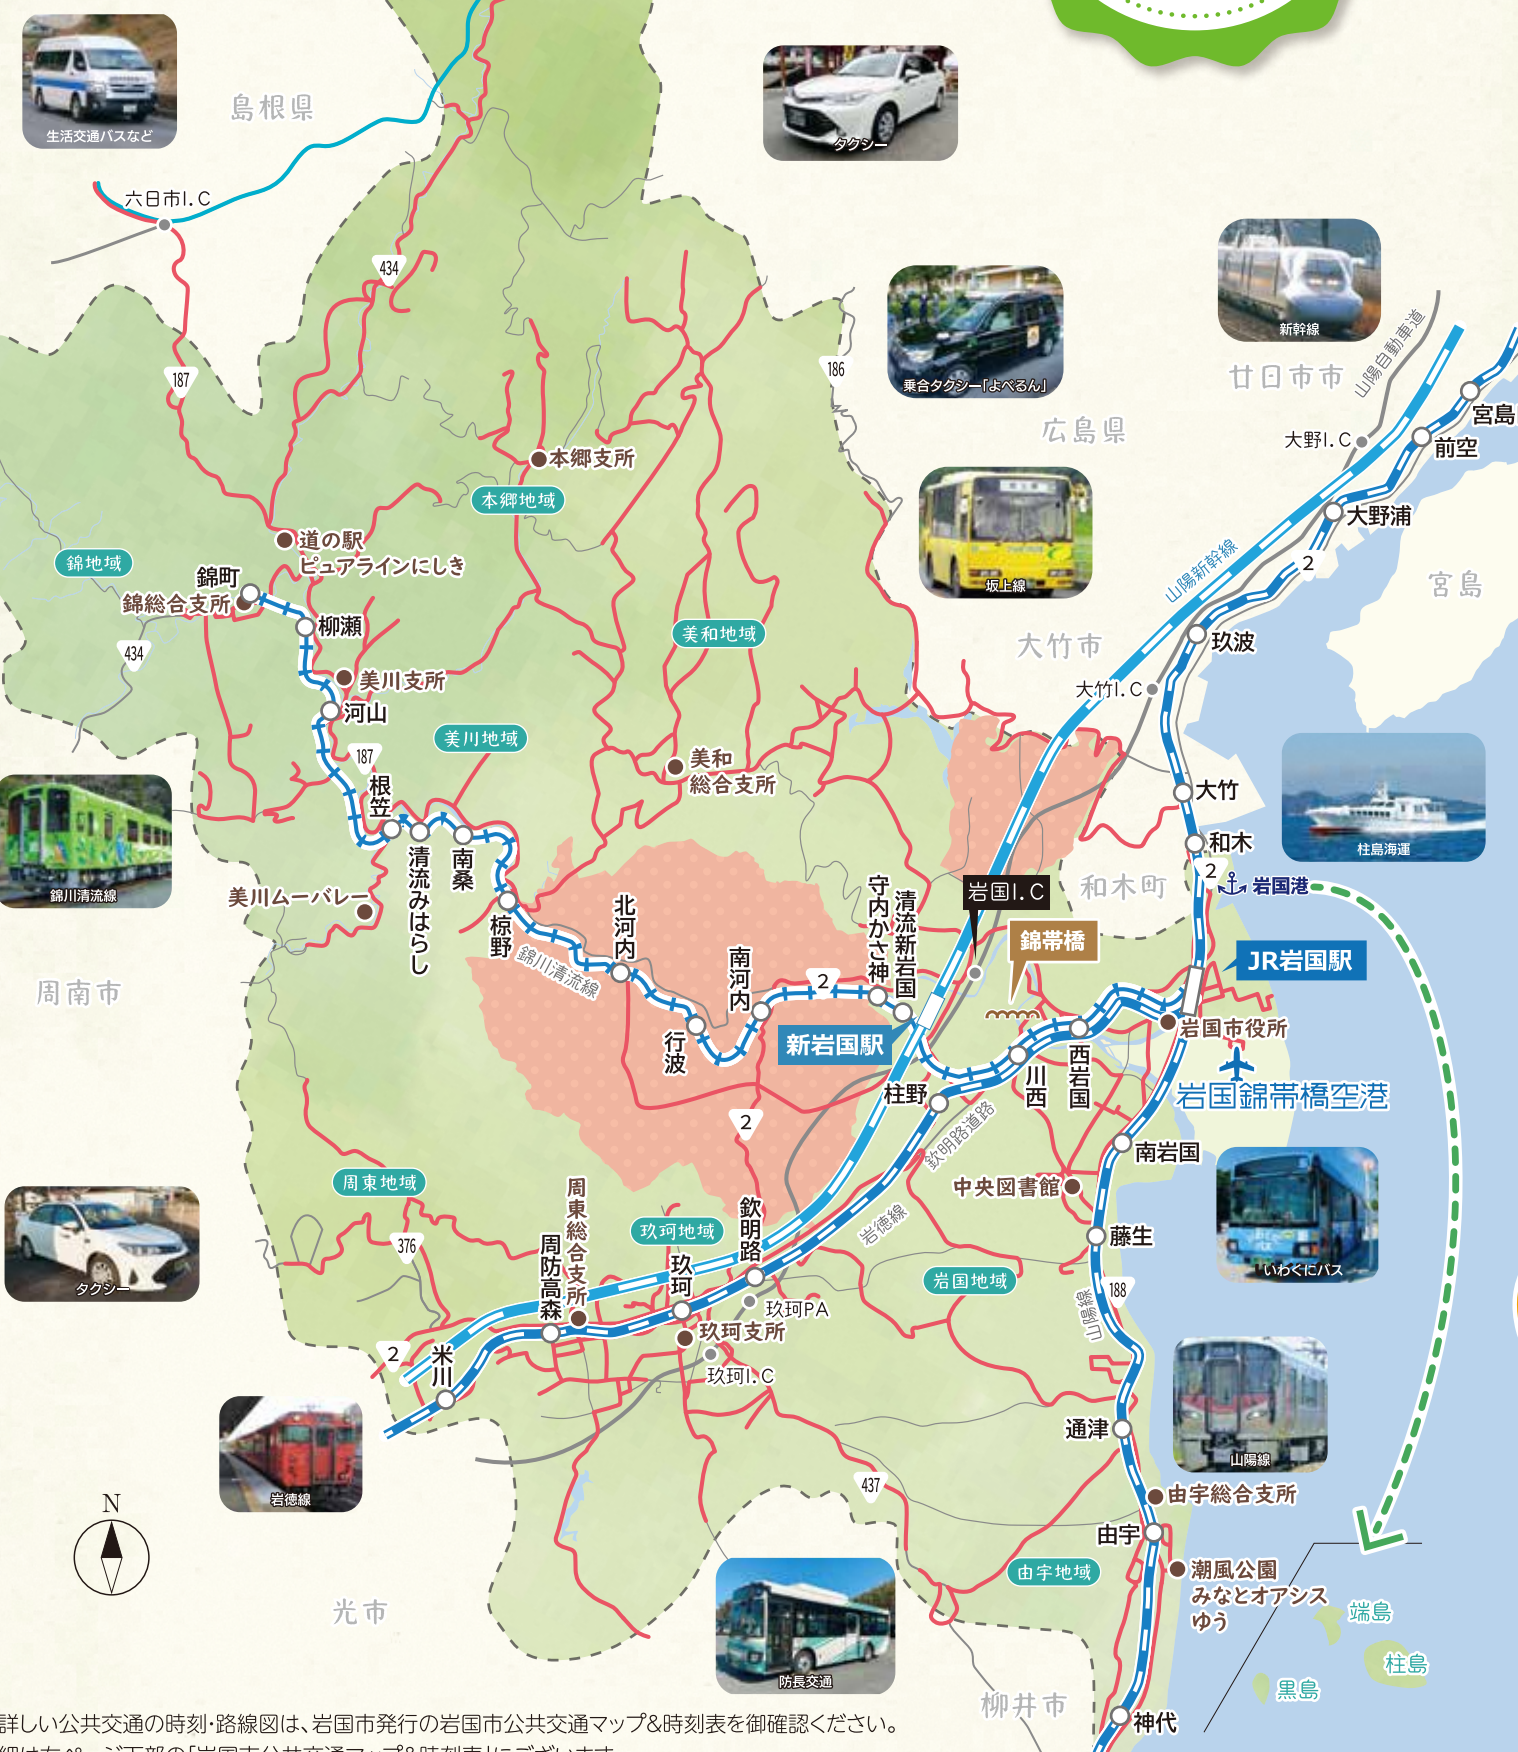 生活交通バスなど
島根県
タクシー
六日市I.C
434
187
186
乗合タクシー「よべるん」
新幹線
山陽自動車道
廿日市市
広島県
大野I.C
宮島
前空
本郷支所
本郷地域
大野浦
坂上線
山陽新幹線
2
宮島
道の駅
ピュアラインにしき
錦地域
錦町
錦総合支所
柳瀬
434
美和地域
大竹市
玖波
美川支所
大竹I.C
河山
美川地域
187
美和
総合支所
根笠
大竹
柱島海運
和木
2
岩国港
錦川清流線
清流みはらし
南桑
美川ムーバレー
椋野
北河内
守内かさ神
清流新岩国
岩国I.C
和木町
錦帯橋
JR岩国駅
錦川清流線
南河内
2
周南市
行波
新岩国駅
岩国市役所
西岩国
川西
柱野
岩国錦帯橋空港
2
欽明路道路
南岩国
周東地域
中央図書館
周東総合支所
玖珂地域
欽明路
岩徳線
藤生
376
周防高森
玖珂
岩国地域
いわくにバス
タクシー
玖珂PA
188
山陽線
玖珂支所
2
米川
玖珂I.C
通津
山陽線
岩徳線
437
由宇総合支所
N
由宇
潮風公園
みなとオアシス
ゆう
由宇地域
光市
端島
柱島
黒島
防長交通
柳井市
神代
詳しい公共交通の時刻・路線図は、岩国市発行の岩国市公共交通マップ&時刻表を御確認ください。